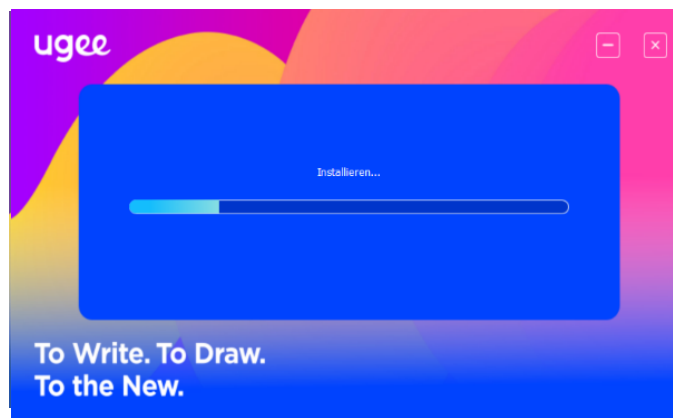 ugee
Installieren...
To Write. To Draw.
To the New.